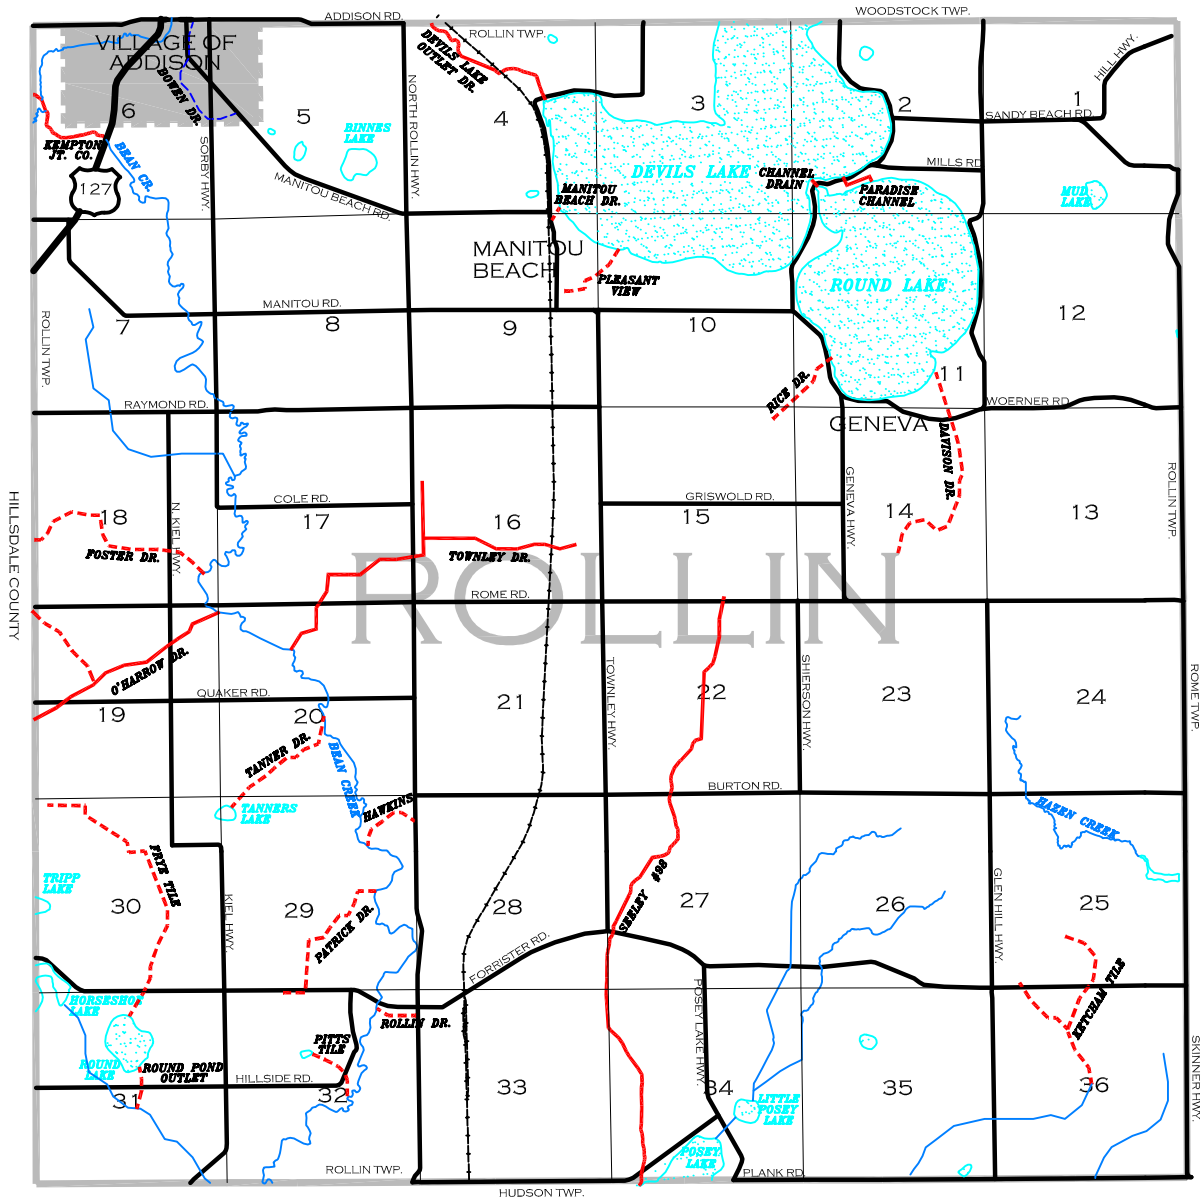 ADDISON RD.
WOODSTOCK TWP.
ROLLIN TWP.
VILLAGE OF
ADDISON
BOWEN DR.
DEVILS LAKE
OUTLET DR.
HILL HWY.
6
5
4
3
2
1
SANDY BEACH RD.
BINNES
LAKE
NORTH ROLLIN HWY.
SORBY HWY.
KEMPTON
JT. CO.
BEAN CR.
127
MANITOU BEACH RD.
MILLS RD
DEVILS LAKE
CHANNEL
DRAIN
PARADISE
CHANNEL
MUD
LAKE
MANITOU
BEACH DR.
MANITOU
BEACH
PLEASANT
VIEW
ROUND LAKE
MANITOU RD.
ROLLIN TWP.
7
8
9
10
11
12
RICE DR.
RAYMOND RD.
WOERNER RD.
GENEVA
DAVISON DR.
GENEVA HWY.
ROLLIN TWP.
HILLSDALE COUNTY
COLE RD.
GRISWOLD RD.
N. KIEL HWY.
18
17
16
15
14
13
FOSTER DR.
TOWNLEY DR.
ROLLIN
ROME RD.
O'HARROW DR.
QUAKER RD.
TOWNLEY HWY.
SHIERSON HWY.
ROME TWP.
19
20
21
22
23
24
TANNER DR.
BEAN CREEK
BURTON RD.
TANNERS
LAKE
HAWKINS
HAZEN CREEK
FRYE TILE
SEELEY #98
TRIPP
LAKE
KIEL HWY.
GLEN HILL HWY.
30
29
28
27
26
25
PATRICK DR.
FORRISTER RD.
KETCHAM TILE
HORSESHOE
LAKE
POSEY LAKE HWY.
ROLLIN DR.
PITTS
TILE
SKINNER HWY.
ROUND
LAKE
ROUND POND
OUTLET
HILLSIDE RD.
31
32
33
34
35
36
LITTLE
POSEY
LAKE
POSEY
LAKE
ROLLIN TWP.
PLANK RD.
HUDSON TWP.